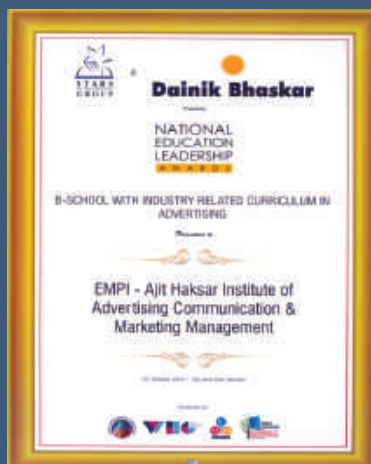 STARS
GROUP
Dainik Bhaskar
NATIONAL
EDUCATION
LEADERSHIP
AWARDS
B-SCHOOL WITH INDUSTRY RELATED CURRICULUM IN
ADVERTISING
EMPI - Ajit Haksar Institute of
Advertising Communication &
Marketing Management